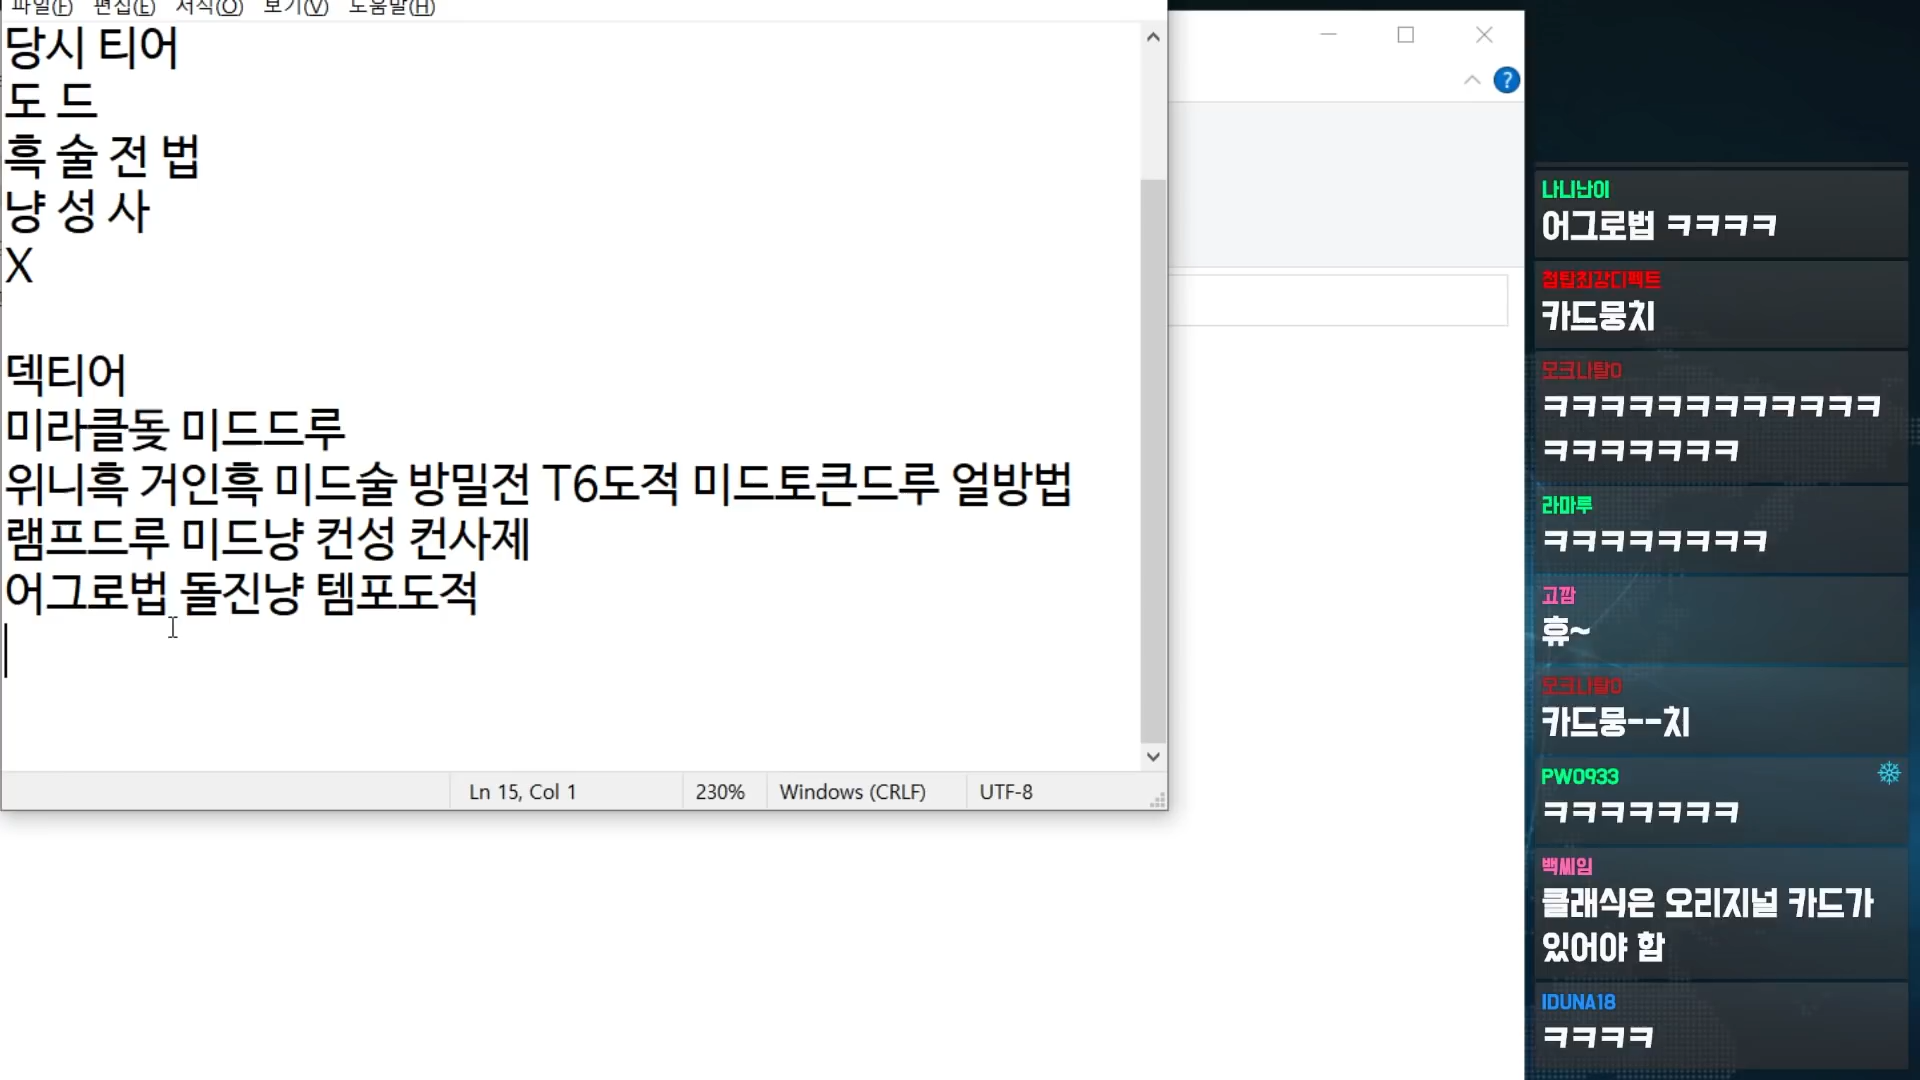 파일(F) 편집(E) 서식(O) 보기(V) 도움말(H)
당시 티어
도 드
흑 술 전 법
냥 성 사
X
덱티어
미라클돛 미드드루
위니흑 거인흑 미드술 방밀전 T6도적 미드토큰드루 얼방법
램프드루 미드냥 컨성 컨사제
어그로법 돌진냥 템포도적
Ln 15, Col 1
230%
Windows (CRLF)
UTF-8
?
나니난이
어그로법 ㅋㅋㅋㅋ
첨탑최강디펙트
카드뭉치
모크나탈0
ㅋㅋㅋㅋㅋㅋㅋㅋㅋㅋㅋㅋ
ㅋㅋㅋㅋㅋㅋㅋ
라마루
ㅋㅋㅋㅋㅋㅋㅋㅋ
고깜
휴~
모크나탈0
카드뭉--치
PW0933
ㅋㅋㅋㅋㅋㅋㅋ
백씨임
클래식은 오리지널 카드가
있어야 함
IDUNA18
ㅋㅋㅋㅋ